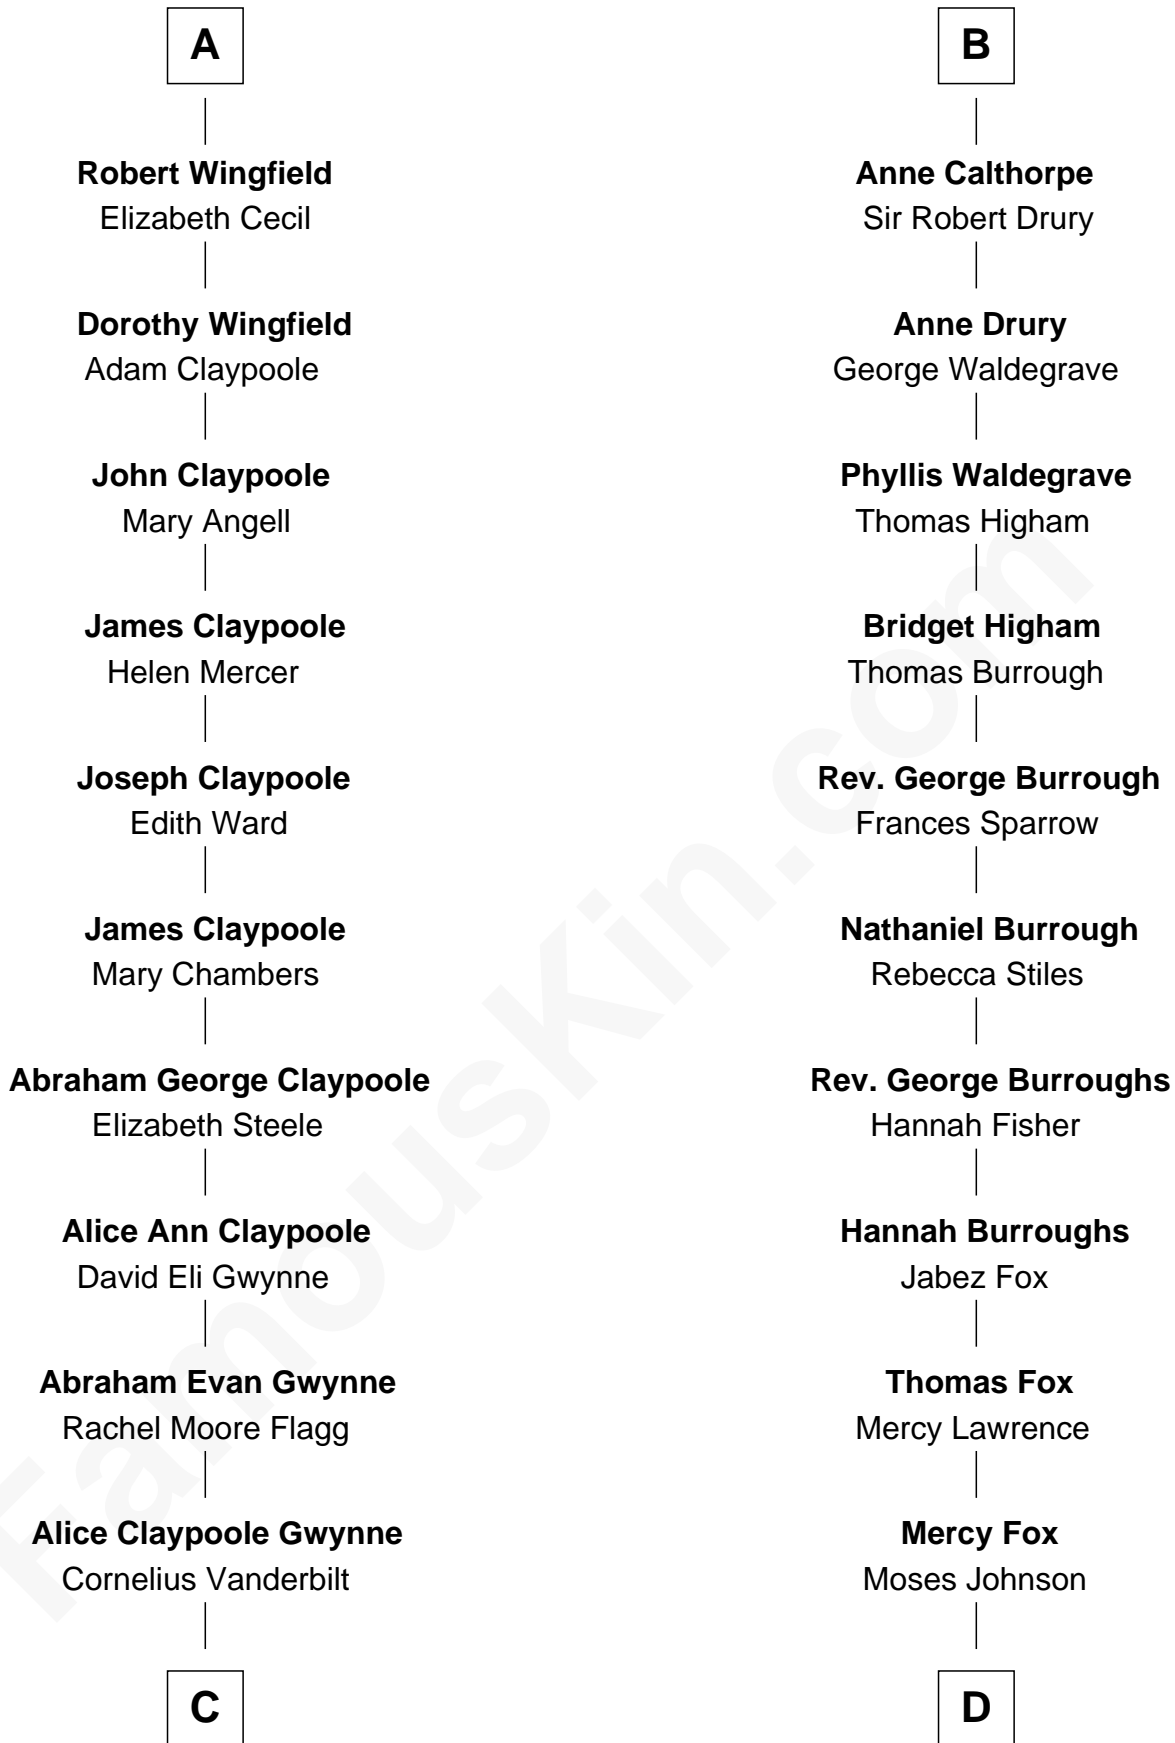 A
Robert Wingfield
Elizabeth Cecil
Dorothy Wingfield
Adam Claypoole
John Claypoole
Mary Angell
James Claypoole
Helen Mercer
Joseph Claypoole
Edith Ward
James Claypoole
Mary Chambers
Abraham George Claypoole
Elizabeth Steele
Alice Ann Claypoole
David Eli Gwynne
Abraham Evan Gwynne
Rachel Moore Flagg
Alice Claypoole Gwynne
Cornelius Vanderbilt
C
B
Anne Calthorpe
Sir Robert Drury
Anne Drury
George Waldegrave
Phyllis Waldegrave
Thomas Higham
Bridget Higham
Thomas Burrough
Rev. George Burrough
Frances Sparrow
Nathaniel Burrough
Rebecca Stiles
Rev. George Burroughs
Hannah Fisher
Hannah Burroughs
Jabez Fox
Thomas Fox
Mercy Lawrence
Mercy Fox
Moses Johnson
D
FamousKin.com